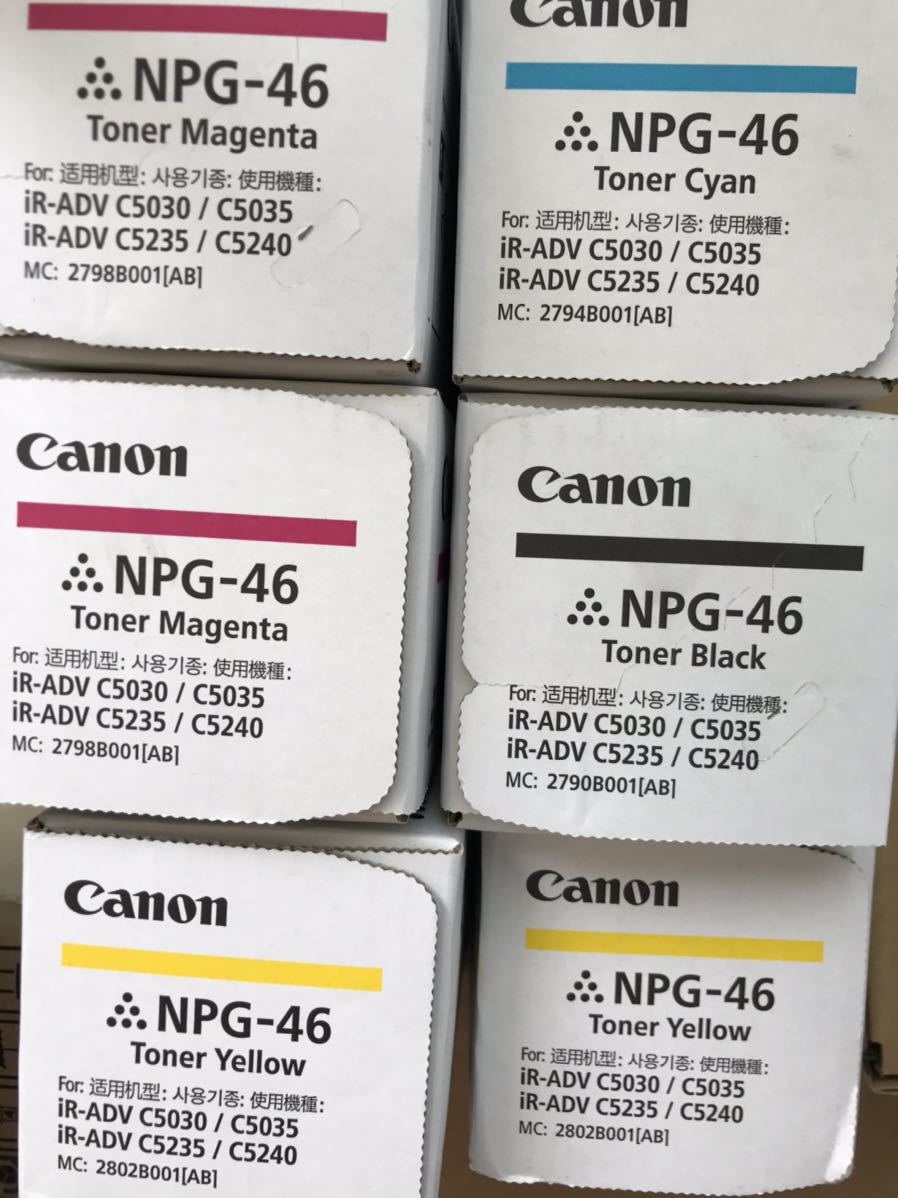 NPG-46
Toner Magenta
For: 适用机型: 사용기종: 使用機種:
iR-ADV C5030 / C5035
iR-ADV C5235 / C5240
MC: 2798B001[AB]
Canon
NPG-46
Toner Cyan
For: 适用机型: 사용기종: 使用機種:
iR-ADV C5030 / C5035
iR-ADV C5235 / C5240
MC: 2794B001[AB]
Canon
NPG-46
Toner Magenta
For: 适用机型: 사용기종: 使用機種:
iR-ADV C5030 / C5035
iR-ADV C5235 / C5240
MC: 2798B001[AB]
Canon
NPG-46
Toner Black
For: 适用机型: 사용기종: 使用機種:
iR-ADV C5030 / C5035
iR-ADV C5235 / C5240
MC: 2790B001[AB]
Canon
NPG-46
Toner Yellow
For: 适用机型: 사용기종: 使用機種:
iR-ADV C5030 / C5035
iR-ADV C5235 / C5240
MC: 2802B001[AB]
Canon
NPG-46
Toner Yellow
For: 适用机型: 사용기종: 使用機種:
iR-ADV C5030 / C5035
iR-ADV C5235 / C5240
MC: 2802B001[AB]